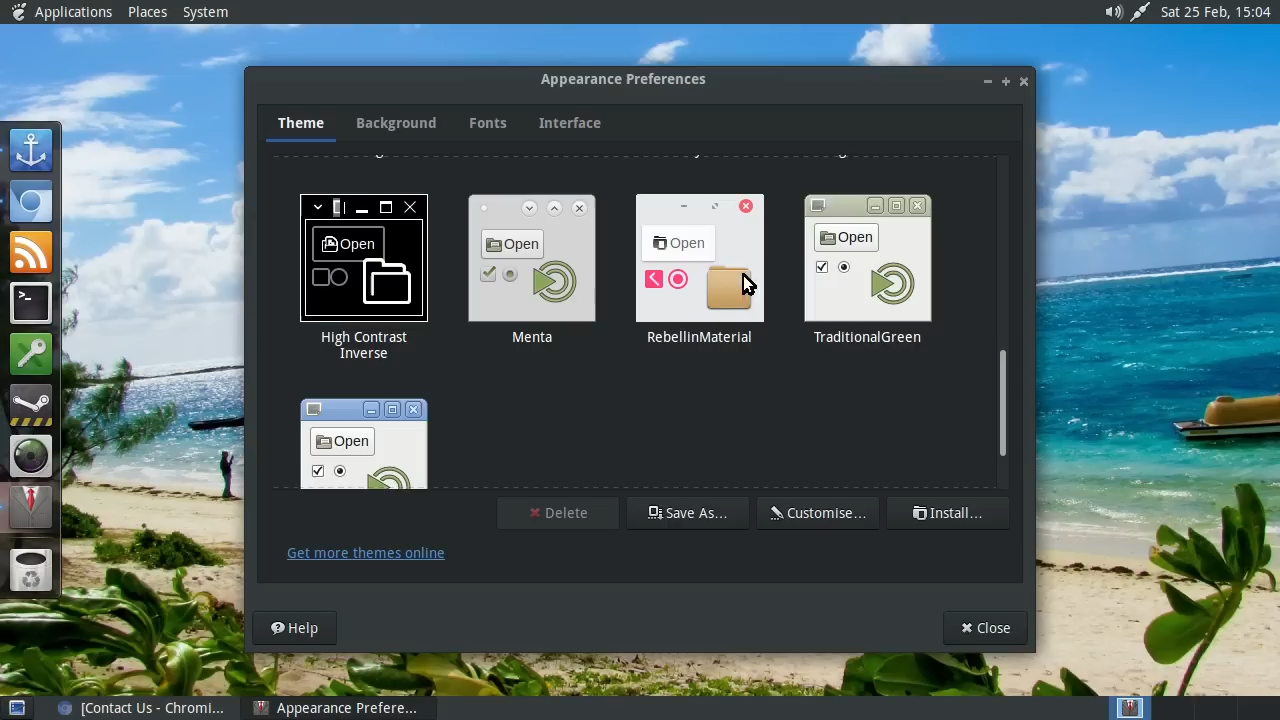 Applications Places System
Sat 25 Feb, 15:04
Appearance Preferences
Theme Background Fonts Interface
Open
Open
Open
Open
High Contrast
Inverse
Menta
RebellinMaterial
TraditionalGreen
Open
Delete
Save As...
Customise...
Install...
Get more themes online
Help
Close
[Contact Us - Chromi...
Appearance Prefere...